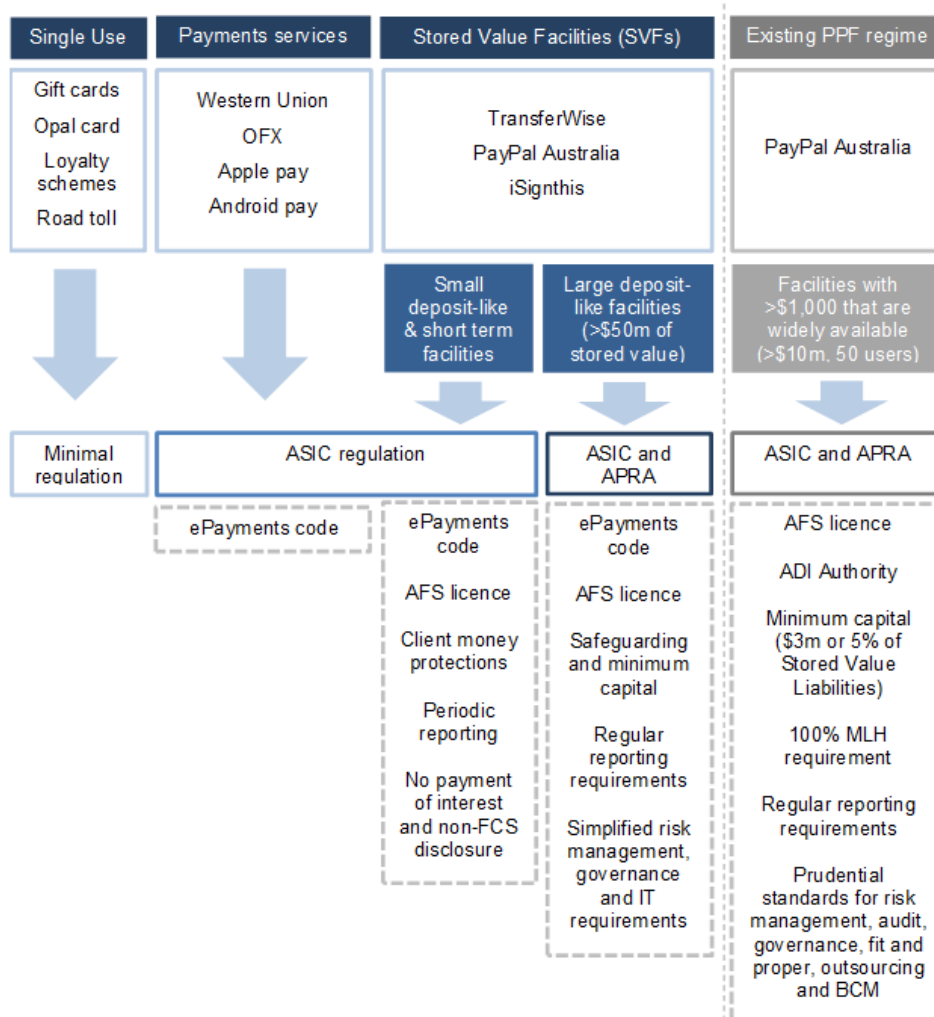 Single Use
Payments services
Stored Value Facilities (SVFs)
Existing PPF regime
Gift cards
Opal card
Loyalty
schemes
Road toll
Western Union
OFX
Apple pay
Android pay
TransferWise
PayPal Australia
iSignthis
PayPal Australia
Small
deposit-like
& short term
facilities
Large deposit-
like facilities
(>$50m of
stored value)
Facilities with
>$1,000 that are
widely available
(>$10m, 50 users)
Minimal
regulation
ASIC regulation
ASIC and
APRA
ASIC and APRA
ePayments code
ePayments
code
AFS licence
Client money
protections
Periodic
reporting
No payment
of interest
and non-FCS
disclosure
ePayments
code
AFS licence
Safeguarding
and minimum
capital
Regular
reporting
requirements
Simplified risk
management,
governance
and IT
requirements
AFS licence
ADI Authority
Minimum capital
($3m or 5% of
Stored Value
Liabilities)
100% MLH
requirement
Regular reporting
requirements
Prudential
standards for risk
management, audit,
governance, fit and
proper, outsourcing
and BCM